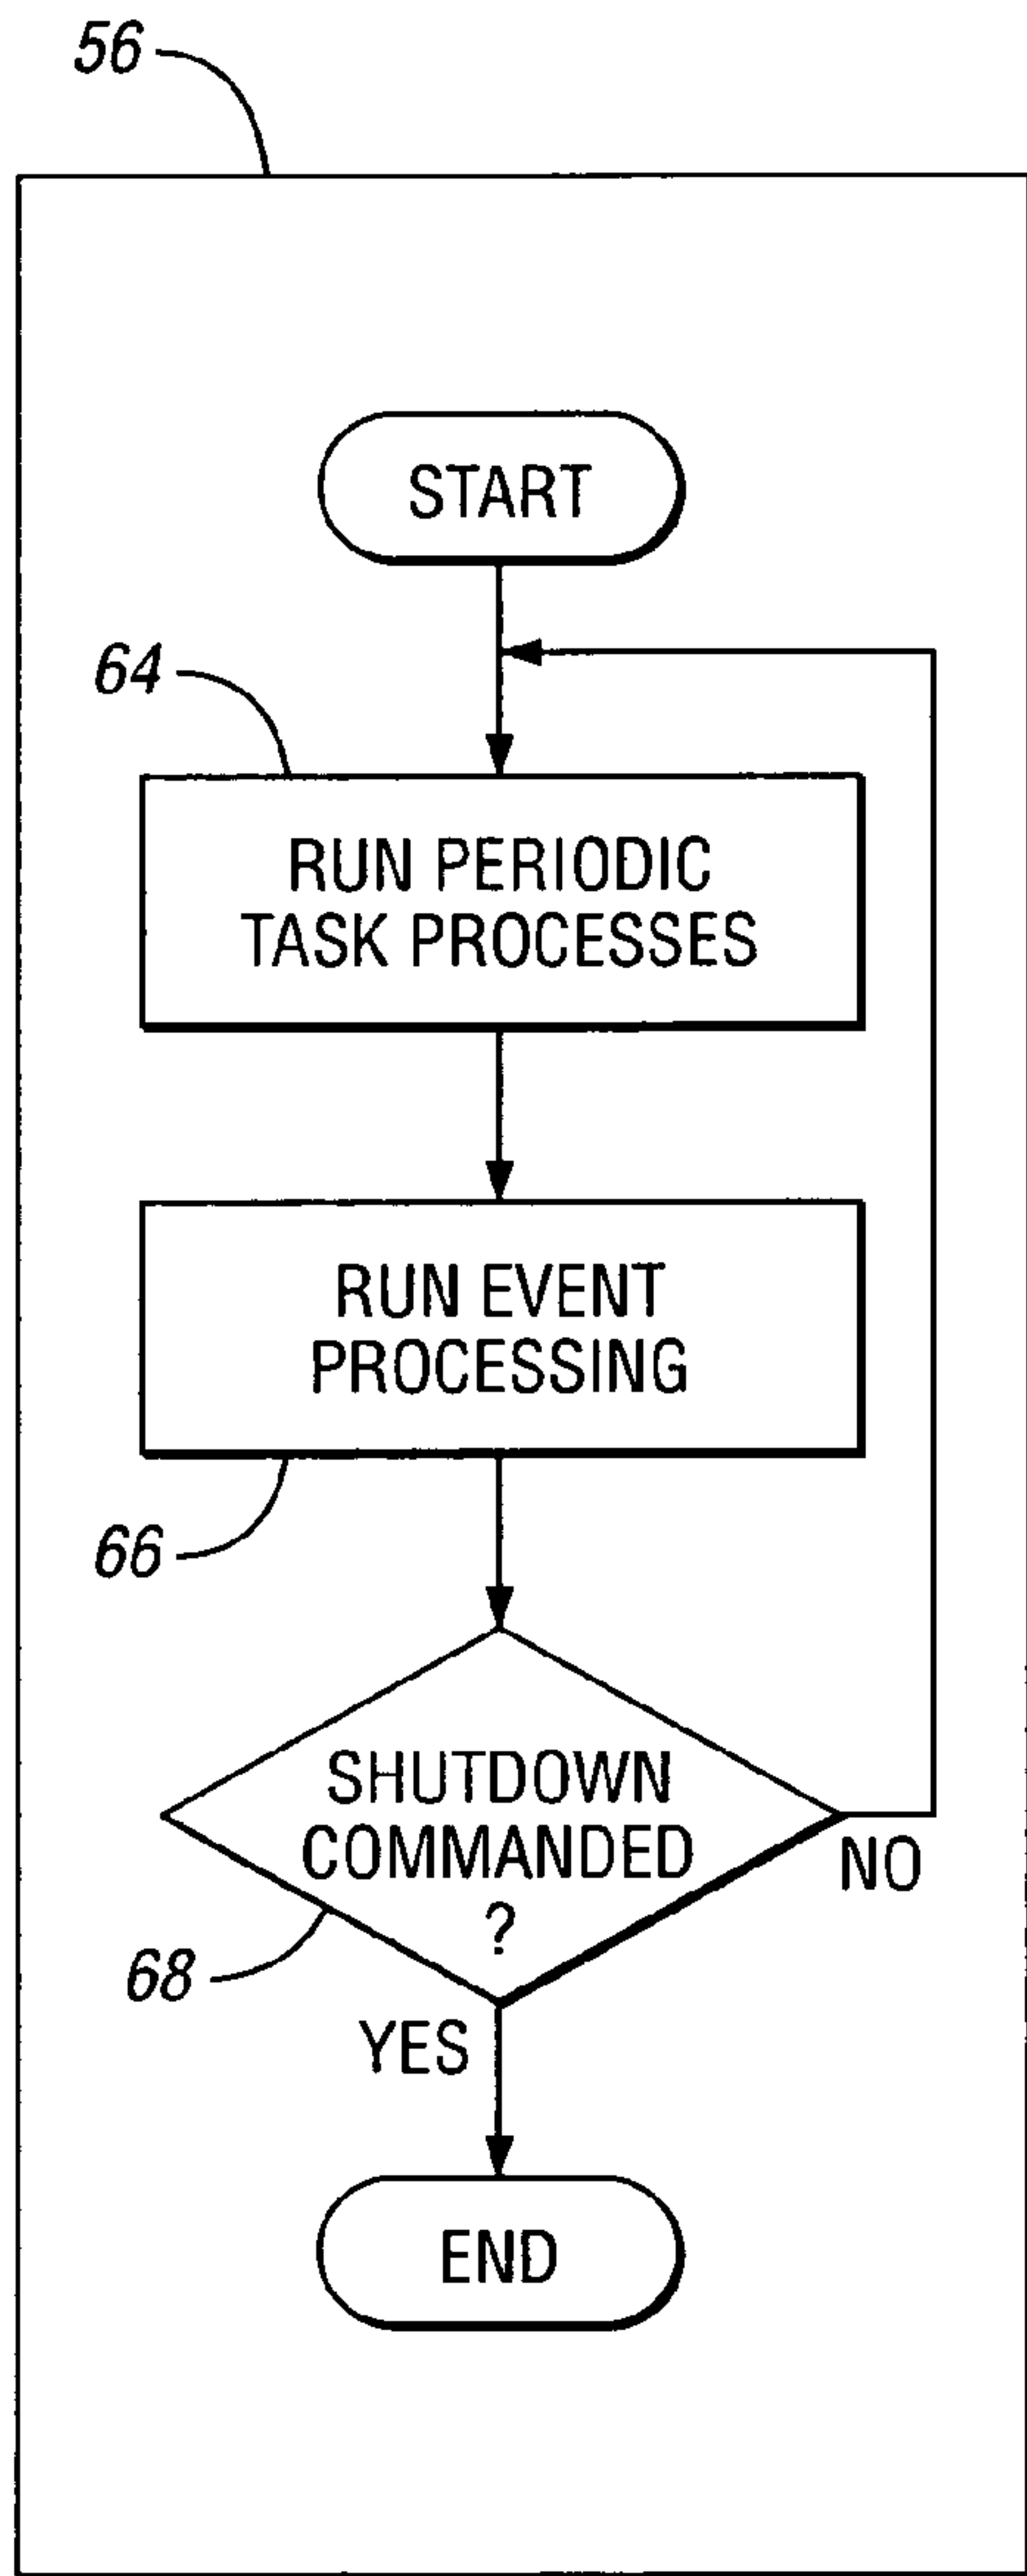 56
START
64
RUN PERIODIC
TASK PROCESSES
RUN EVENT
PROCESSING
66
SHUTDOWN
COMMANDED
?
NO
68
YES
END